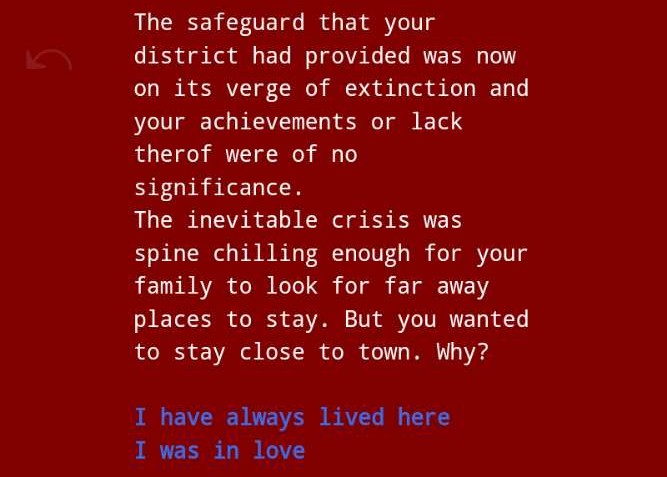 The safeguard that your
district had provided was now
on its verge of extinction and
your achievements or lack
therof were of no
significance.
The inevitable crisis was
spine chilling enough for your
family to look for far away
places to stay. But you wanted
to stay close to town. Why?
I have always lived here
I was in love